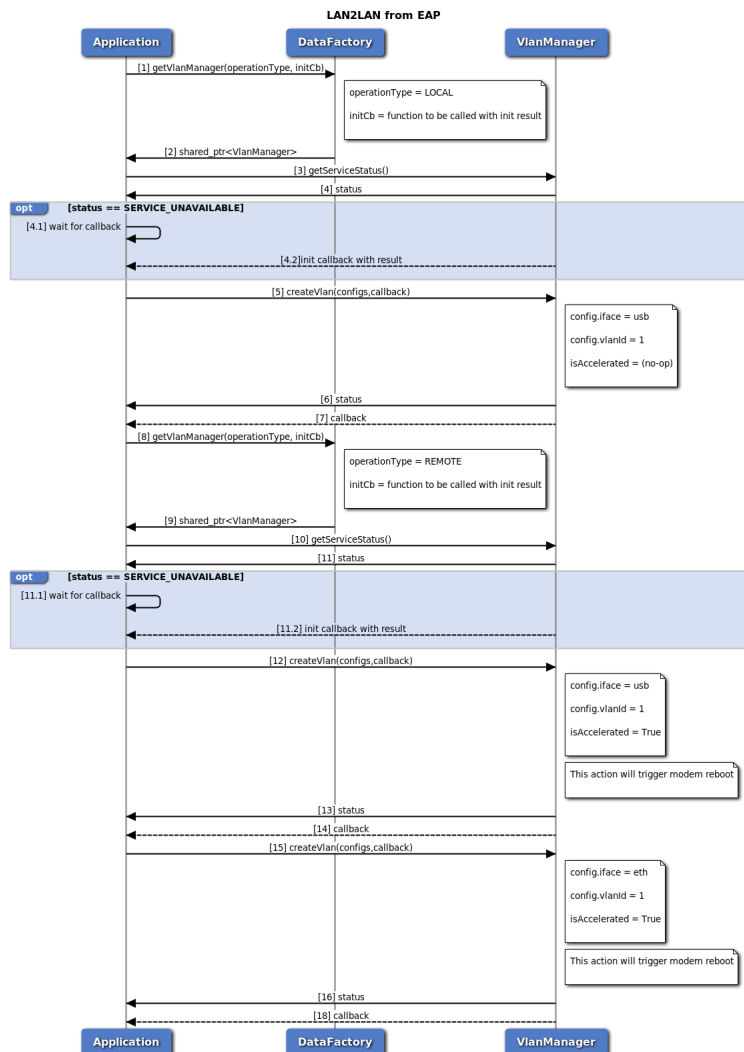 LAN2LAN from EAP
Application
DataFactory
VlanManager
[1] getVlanManager(operationType, initCb)
operationType = LOCAL
initCb = function to be called with init result
[2] shared_ptr<VlanManager>
[3] getServiceStatus()
[4] status
opt
[status == SERVICE_UNAVAILABLE]
[4.1] wait for callback
[4.2]init callback with result
[5] createVlan(configs,callback)
config.iface = usb
config.vlanId = 1
isAccelerated = (no-op)
[6] status
[7] callback
[8] getVlanManager(operationType, initCb)
operationType = REMOTE
initCb = function to be called with init result
[9] shared_ptr<VlanManager>
[10] getServiceStatus()
[11] status
opt
[status == SERVICE_UNAVAILABLE]
[11.1] wait for callback
[11.2] init callback with result
[12] createVlan(configs,callback)
config.iface = usb
config.vlanId = 1
isAccelerated = True
This action will trigger modem reboot
[13] status
[14] callback
[15] createVlan(configs,callback)
config.iface = eth
config.vlanId = 1
isAccelerated = True
This action will trigger modem reboot
[16] status
[18] callback
Application
DataFactory
VlanManager